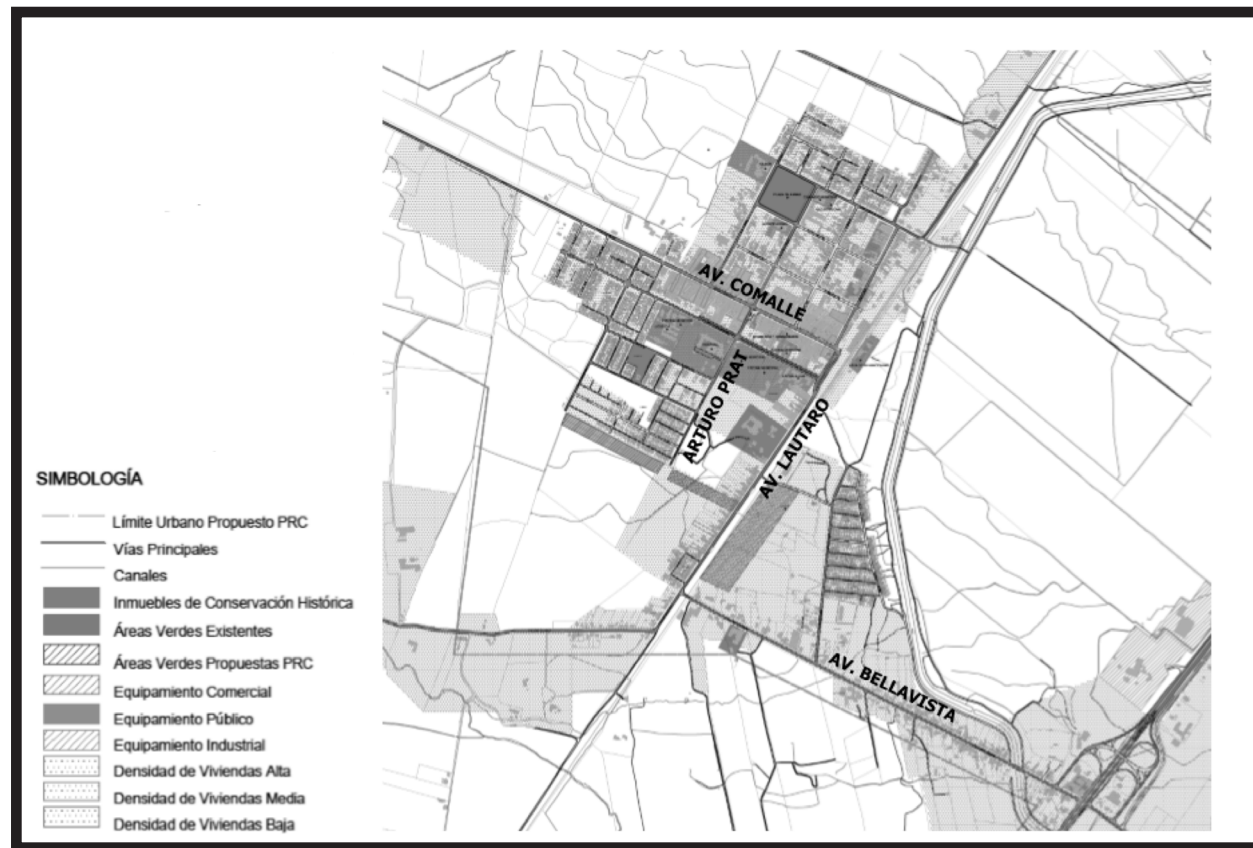 AV. COMALLE
ARTURO PRAT
AV. LAUTARO
AV. BELLAVISTA
SIMBOLOGÍA
Límite Urbano Propuesto PRC
Vías Principales
Canales
Inmuebles de Conservación Histórica
Áreas Verdes Existentes
Áreas Verdes Propuestas PRC
Equipamiento Comercial
Equipamiento Público
Equipamiento Industrial
Densidad de Viviendas Alta
Densidad de Viviendas Media
Densidad de Viviendas Baja